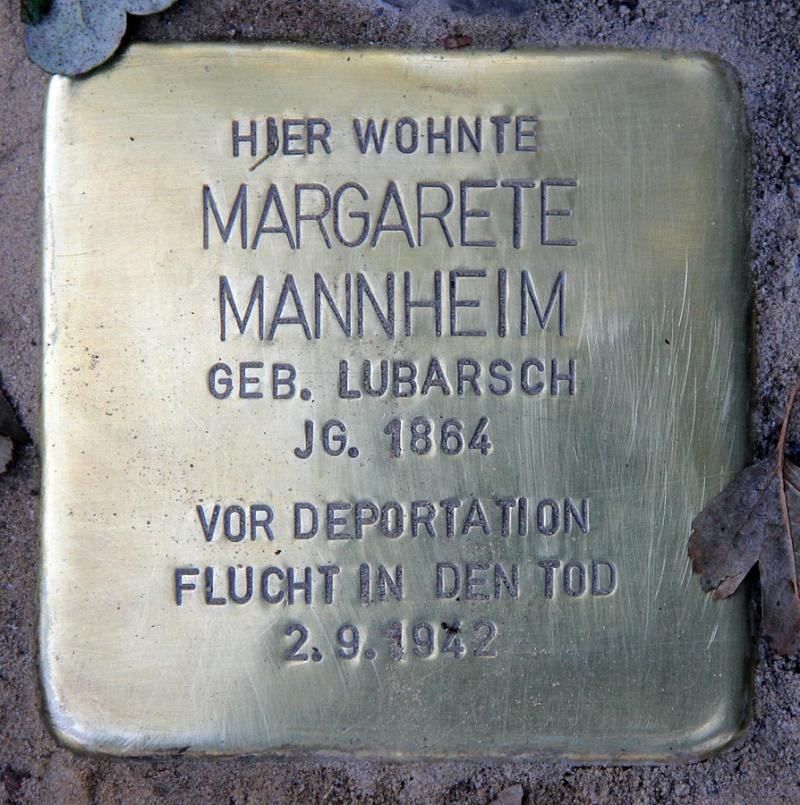 HIER WOHNTE
MARGARETE
MANNHEIM
GEB. LUBARSCH
JG. 1864
VOR DEPORTATION
FLUCHT IN DEN TOD
2.9.1942